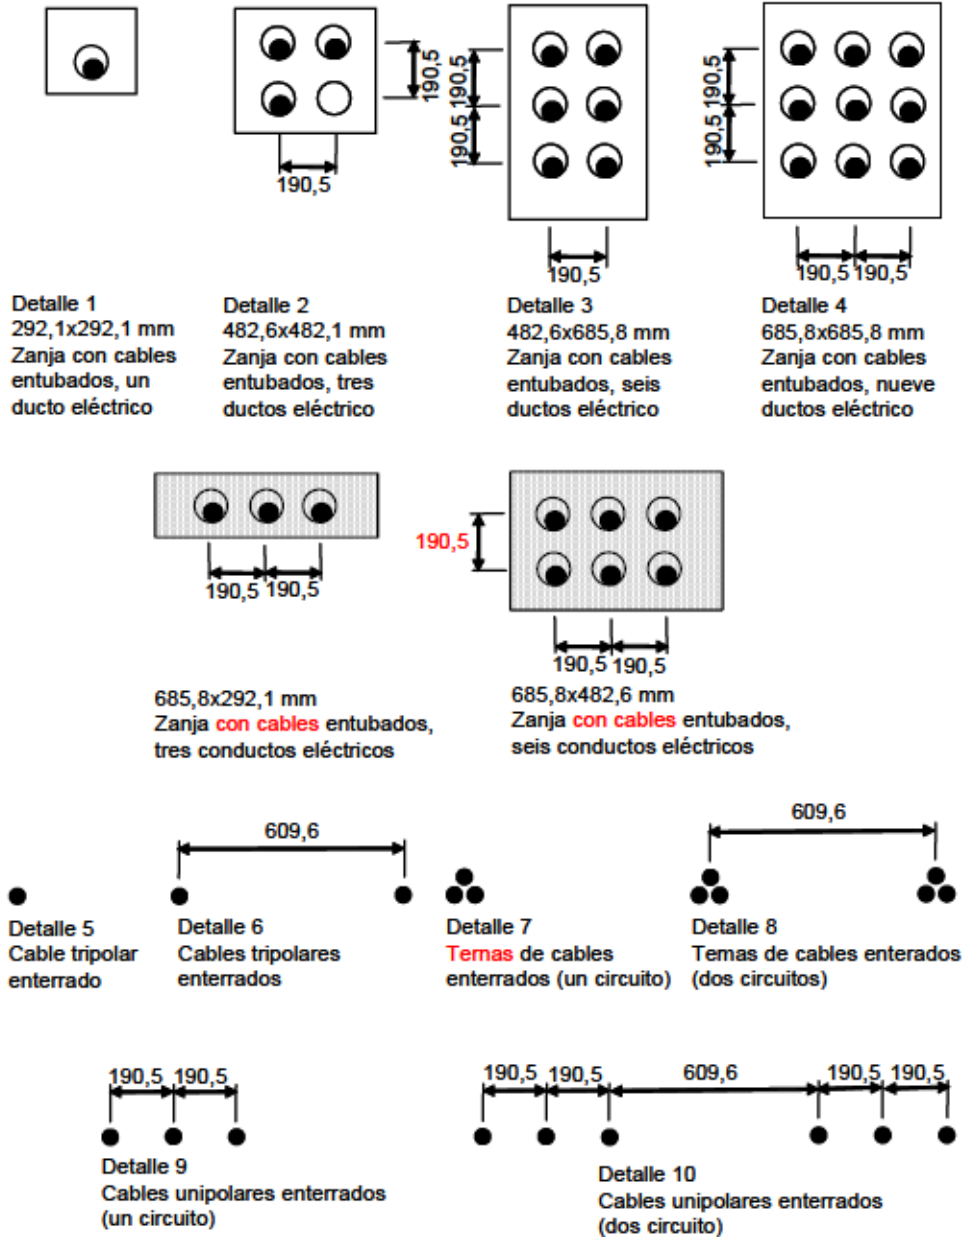 190,5
190,5
190,5
190,5
190,5
190,5
190,5
190,5
190,5 190,5
Detalle 1
292,1x292,1 mm
Zanja con cables
entubados, un
ducto eléctrico
Detalle 2
482,6x482,1 mm
Zanja con cables
entubados, tres
ductos eléctrico
Detalle 3
482,6x685,8 mm
Zanja con cables
entubados, seis
ductos eléctrico
Detalle 4
685,8x685,8 mm
Zanja con cables
entubados, nueve
ductos eléctrico
190,5 190,5
190,5
190,5 190,5
685,8x292,1 mm
Zanja con cables entubados,
tres conductos eléctricos
685,8x482,6 mm
Zanja con cables entubados,
seis conductos eléctricos
609,6
609,6
Detalle 5
Cable tripolar
enterrado
Detalle 6
Cables tripolares
enterrados
Detalle 7
Ternas de cables
enterrados (un circuito)
Detalle 8
Temas de cables enterados
(dos circuitos)
190,5 190,5
190,5 190,5 609,6 190,5 190,5
Detalle 9
Cables unipolares enterrados
(un circuito)
Detalle 10
Cables unipolares enterrados
(dos circuito)